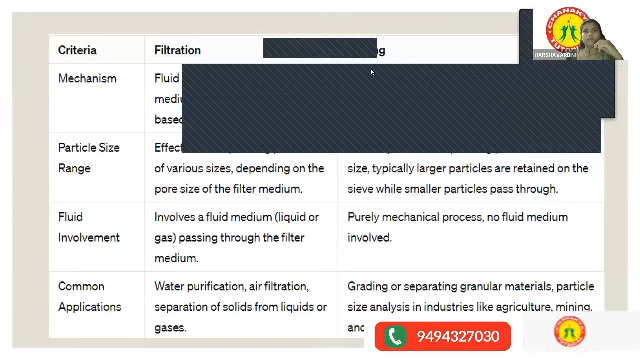 Criteria
Filtration
g
Mechanism
Fluid
mediu
based
Particle Size
Range
Effect
of various sizes, depending on the
pore size of the filter medium.
size, typically larger particles are retained on the
sieve while smaller particles pass through.
Fluid
Involvement
Involves a fluid medium (liquid or
gas) passing through the filter
medium.
Purely mechanical process, no fluid medium
involved.
Common
Applications
Water purification, air filtration,
separation of solids from liquids or
gases.
Grading or separating granular materials, particle
size analysis in industries like agriculture, mining,
and
9494327030
HARSHAVARDINI